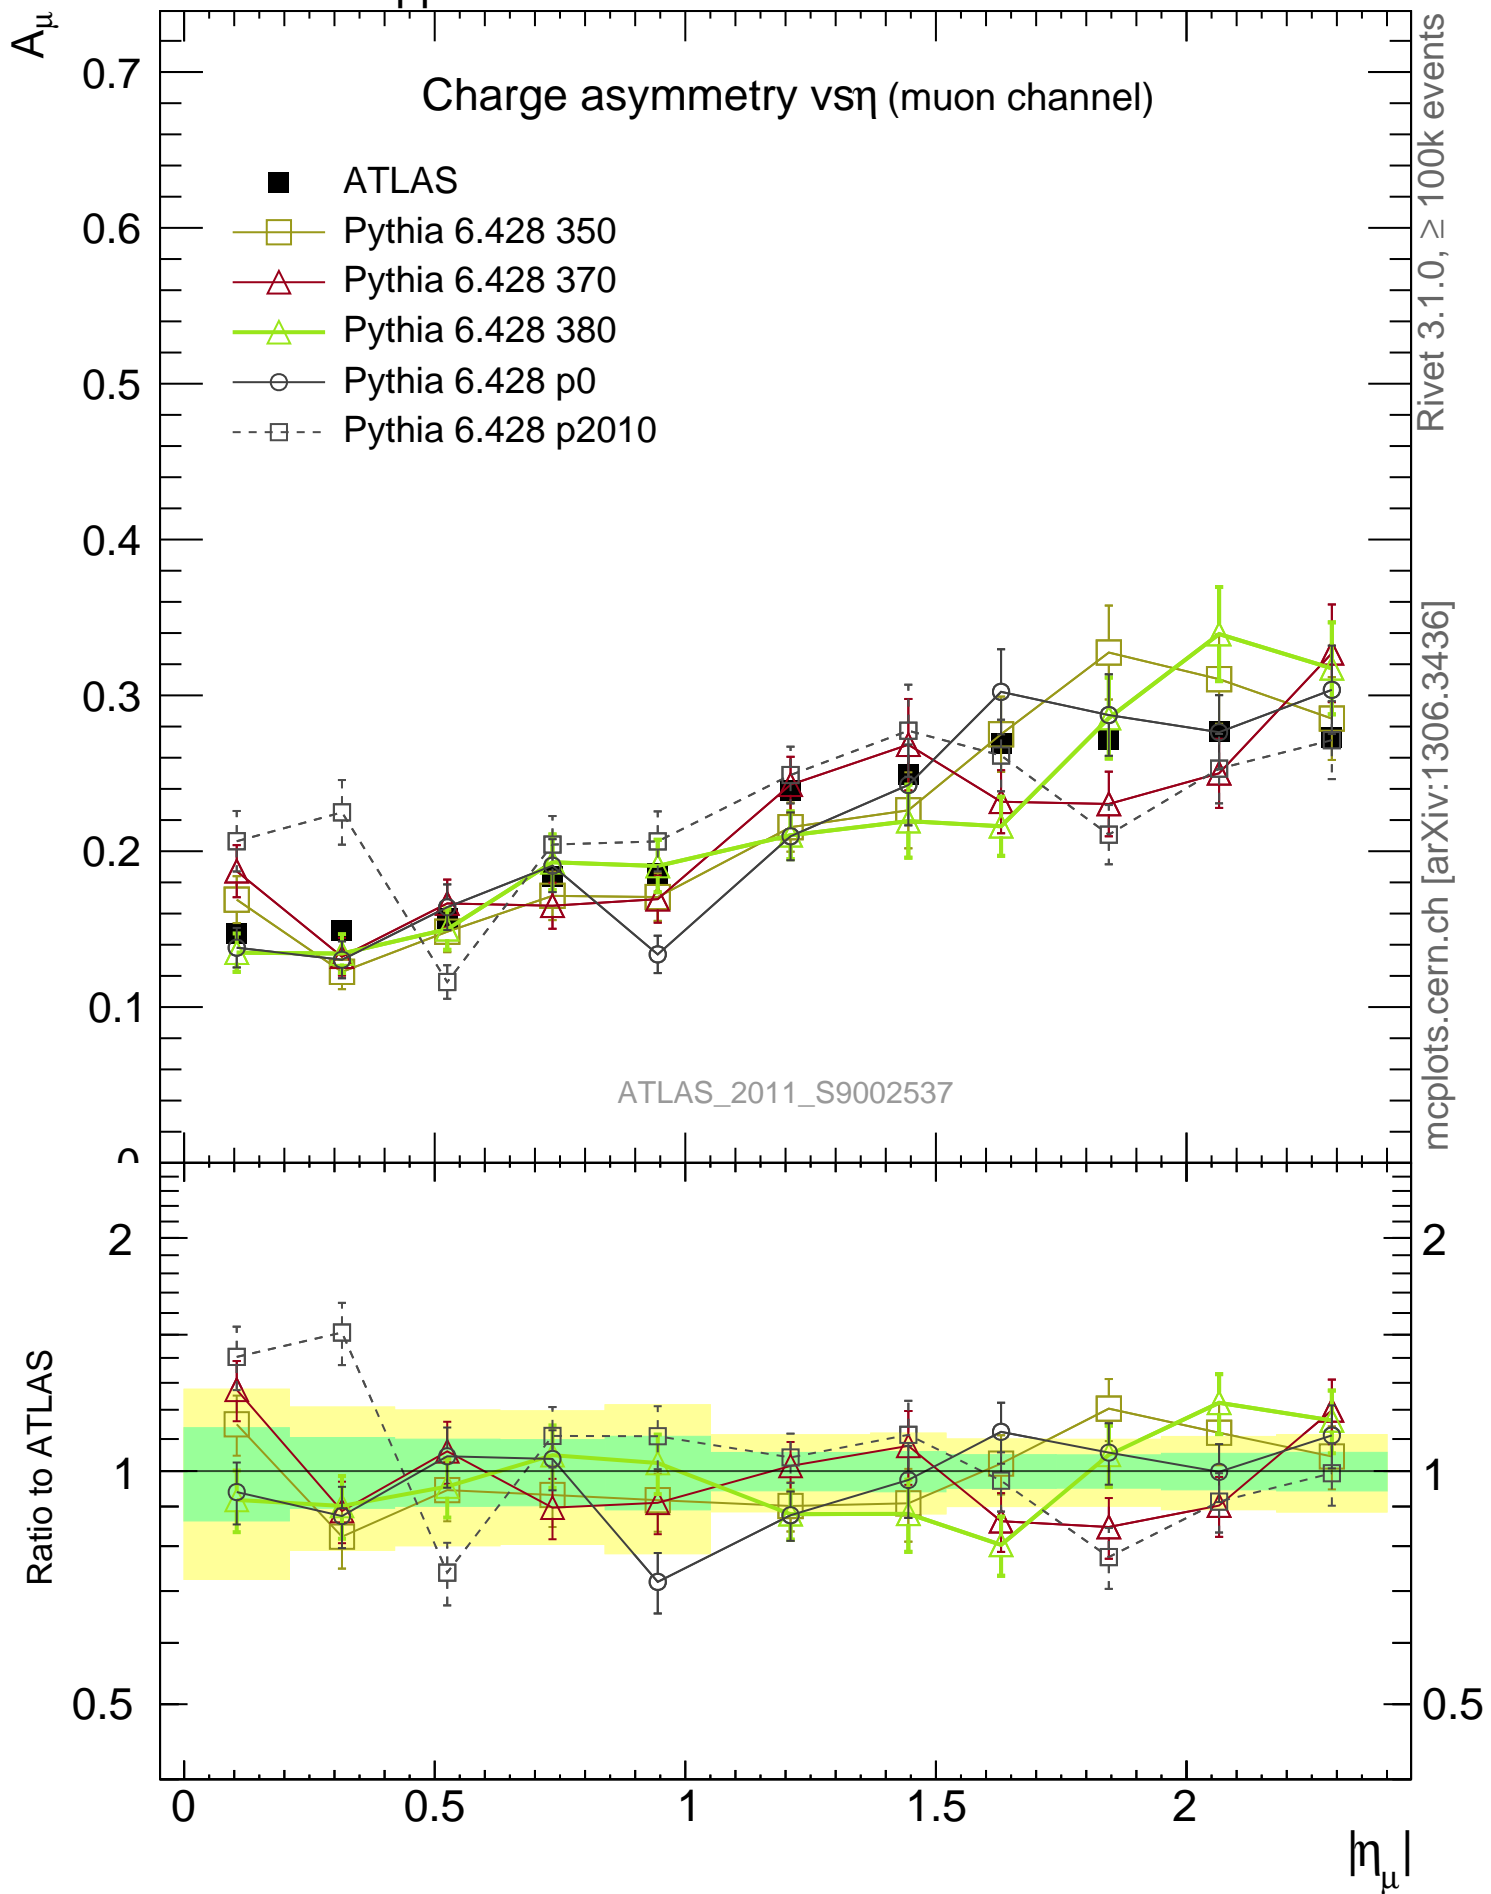 pp
A_μ
Charge asymmetry vsη (muon channel)
ATLAS
Pythia 6.428 350
Pythia 6.428 370
Pythia 6.428 380
Pythia 6.428 p0
Pythia 6.428 p2010
0.7
0.6
0.5
0.4
0.3
0.2
0.1
0
ATLAS_2011_S9002537
Rivet 3.1.0, ≥ 100k events
mcplots.cern.ch [arXiv:1306.3436]
Ratio to ATLAS
2
1
0.5
2
1
0.5
0 0.5 1 1.5 2
|η_μ|